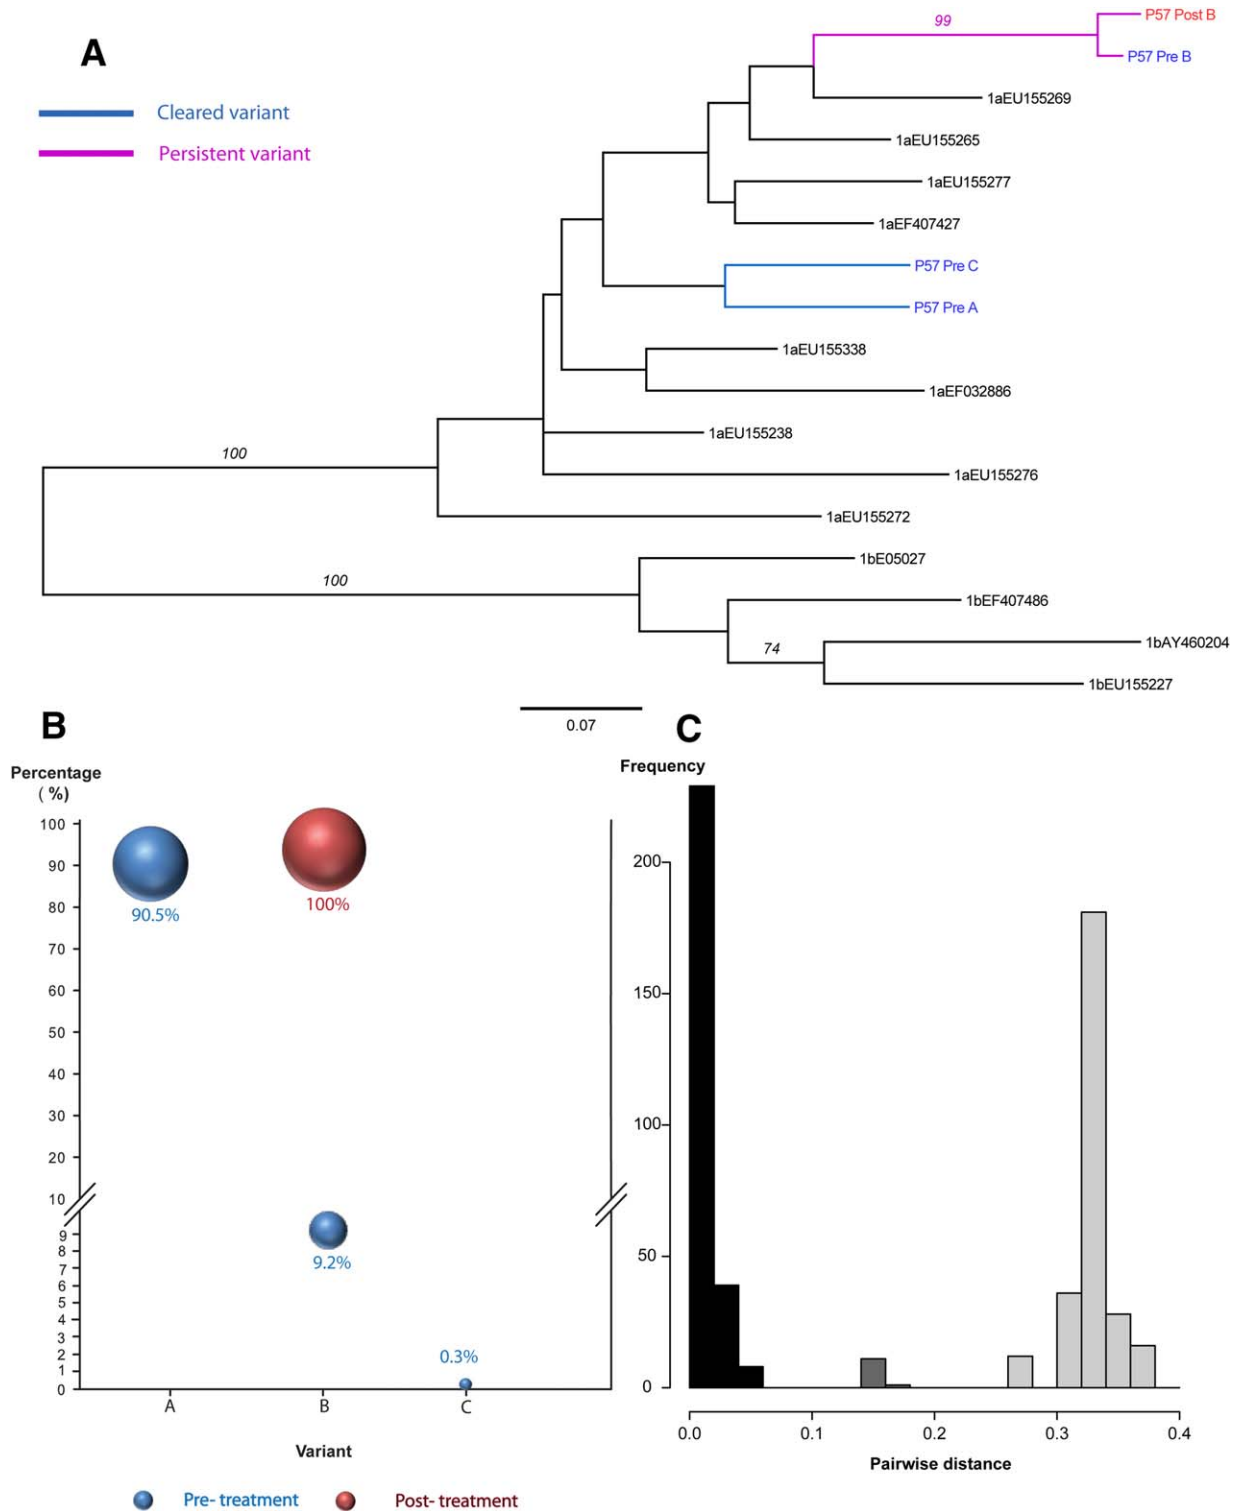 A
Cleared variant
Persistent variant
99
P57 Post B
P57 Pre B
1aEU155269
1aEU155265
1aEU155277
1aEF407427
P57 Pre C
P57 Pre A
1aEU155338
1aEF032886
1aEU155238
100
1aEU155276
1aEU155272
1bE05027
100
1bEF407486
1bAY460204
74
1bEU155227
0.07
B
Percentage
( %)
100
90
80
70
60
50
40
30
20
10
9
8
7
6
5
4
3
2
1
0
90.5%
100%
9.2%
0.3%
A B C
Variant
Pre- treatment Post- treatment
C
Frequency
200
150
100
50
0
0.0 0.1 0.2 0.3 0.4
Pairwise distance